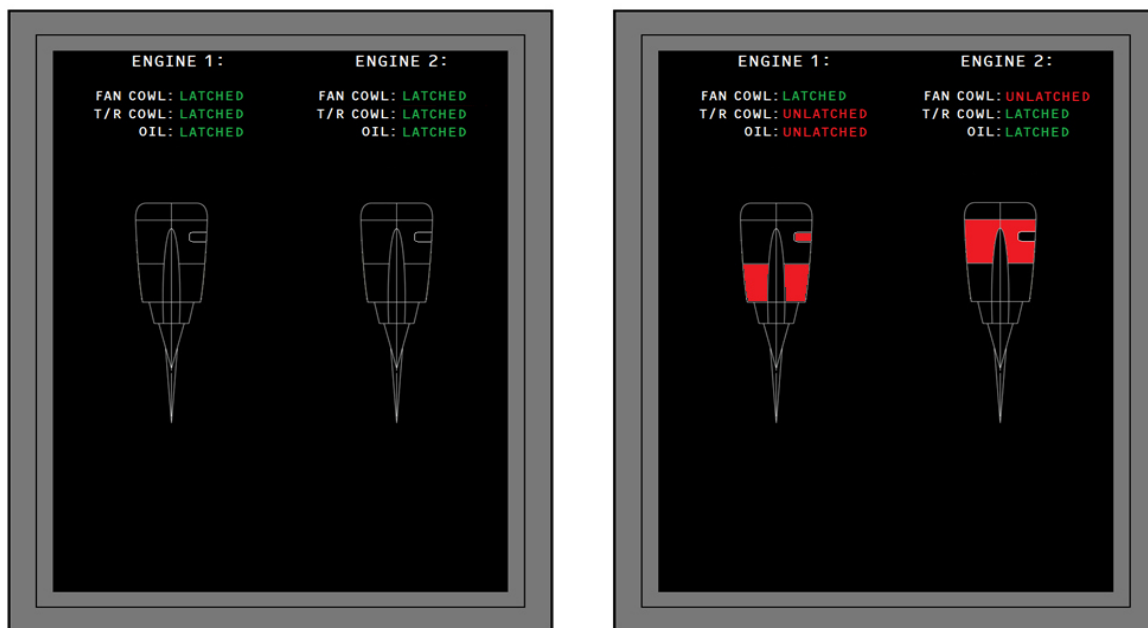 ENGINE 1: ENGINE 2:
FAN COWL: LATCHED FAN COWL: LATCHED
T/R COWL: LATCHED T/R COWL: LATCHED
OIL: LATCHED OIL: LATCHED
ENGINE 1: ENGINE 2:
FAN COWL: LATCHED FAN COWL: UNLATCHED
T/R COWL: UNLATCHED T/R COWL: LATCHED
OIL: UNLATCHED OIL: LATCHED